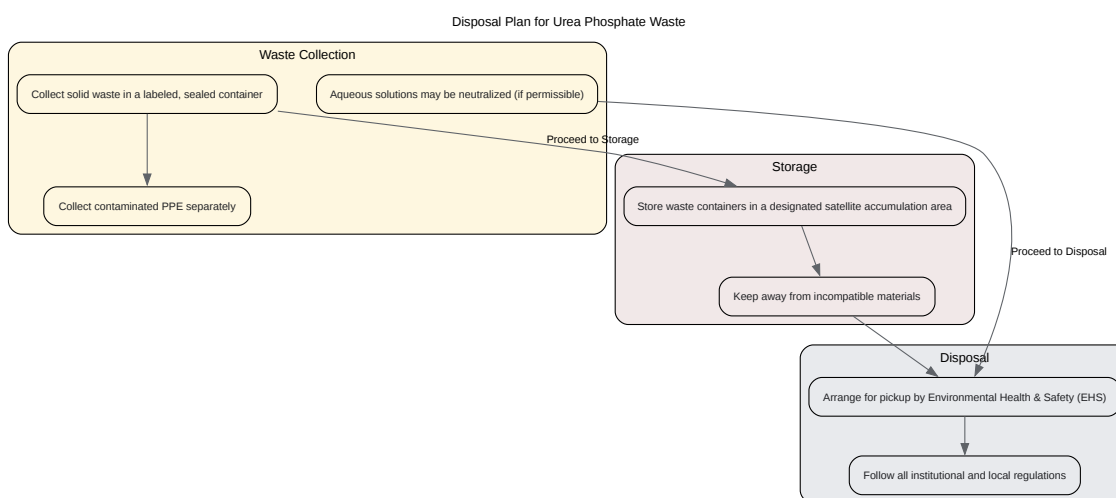 Disposal Plan for Urea Phosphate Waste
Waste Collection
Collect solid waste in a labeled, sealed container
Aqueous solutions may be neutralized (if permissible)
Proceed to Storage
Collect contaminated PPE separately
Storage
Store waste containers in a designated satellite accumulation area
Proceed to Disposal
Keep away from incompatible materials
Disposal
Arrange for pickup by Environmental Health & Safety (EHS)
Follow all institutional and local regulations